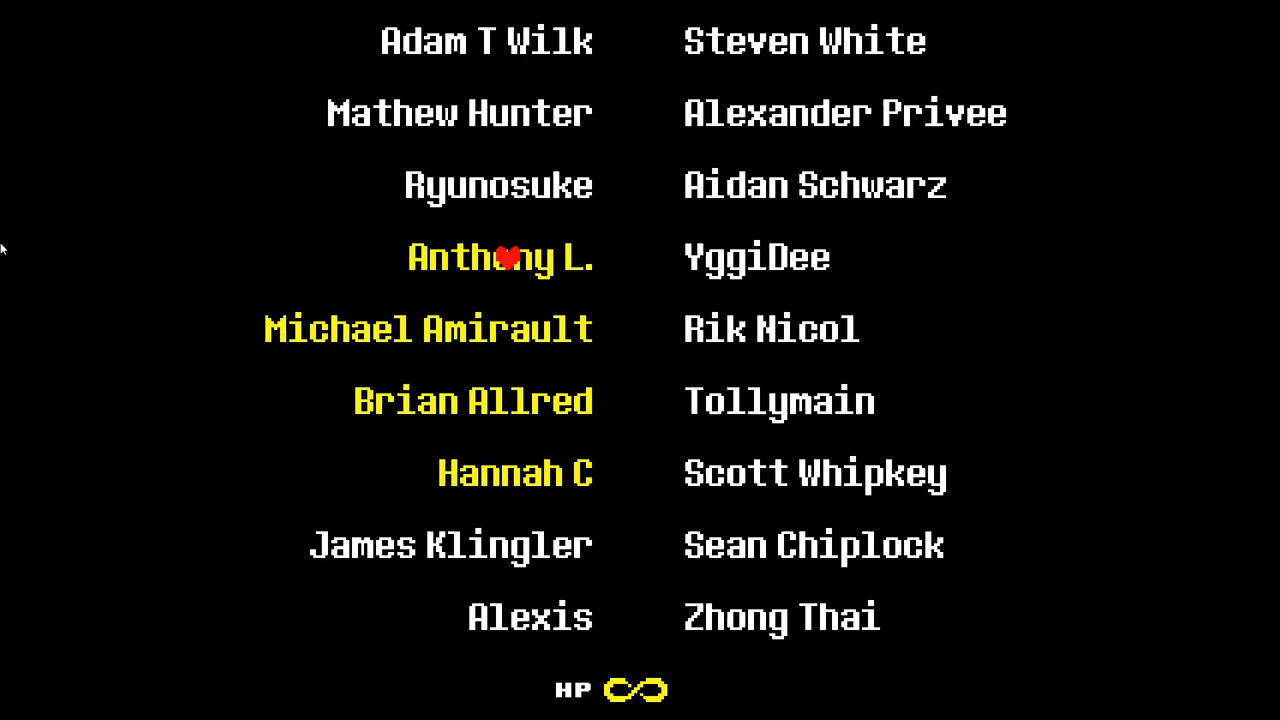 Adam T Wilk Steven White
Mathew Hunter Alexander Privee
Ryunosuke Aidan Schwarz
Anthony L. YggiDee
Michael Amirault Rik Nicol
Brian Allred Tollymain
Hannah C Scott Whipkey
James Klingler Sean Chiplock
Alexis Zhong Thai
HP ∞